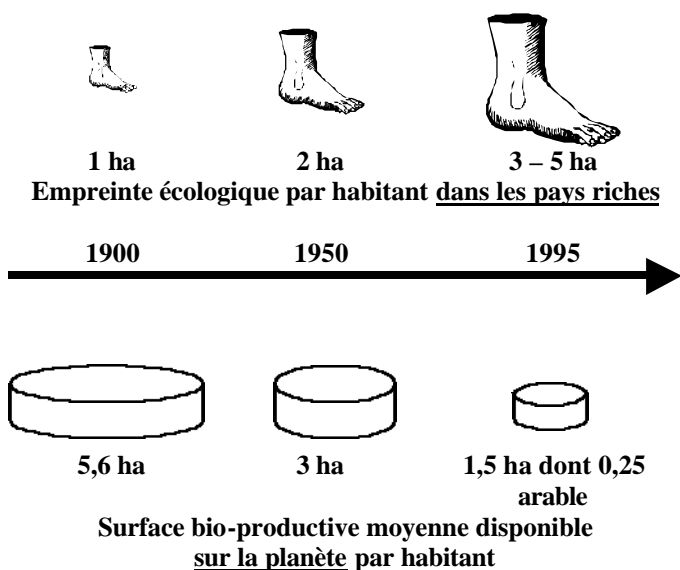 1 ha 2 ha 3 – 5 ha
Empreinte écologique par habitant dans les pays riches
1900 1950 1995
5,6 ha 3 ha 1,5 ha dont 0,25
arable
Surface bio-productive moyenne disponible
sur la planète par habitant